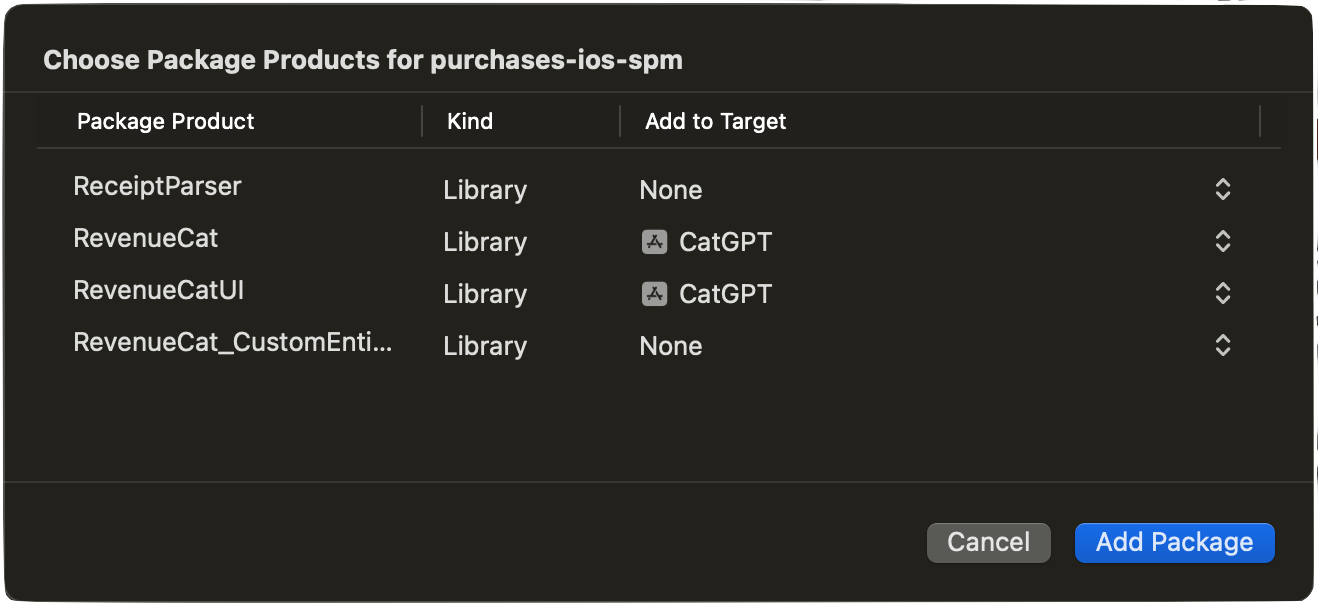 Choose Package Products for purchases-ios-spm
Package Product Kind Add to Target
ReceiptParser Library None
RevenueCat Library CatGPT
RevenueCatUI Library CatGPT
RevenueCat_CustomEnti... Library None
Cancel Add Package